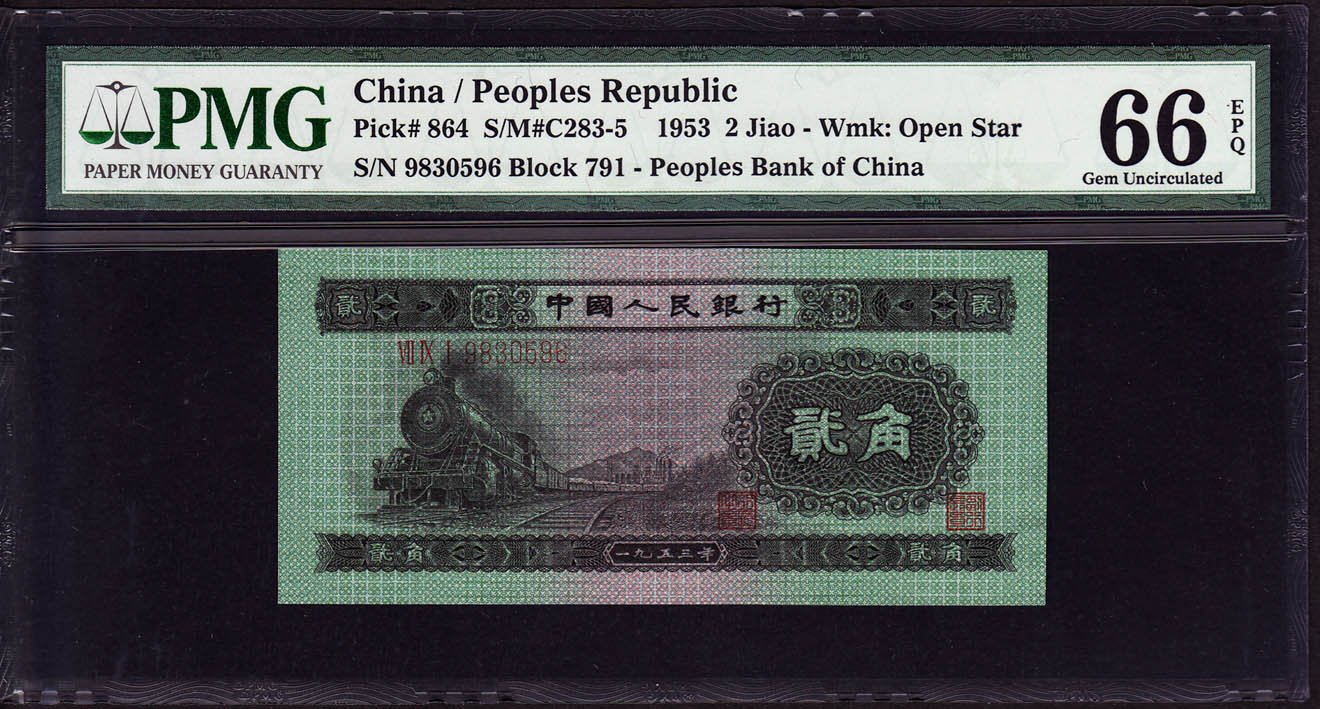 PMG
PAPER MONEY GUARANTY
China / Peoples Republic
Pick# 864 S/M#C283-5 1953 2 Jiao - Wmk: Open Star
S/N 9830596 Block 791 - Peoples Bank of China
66
EPQ
Gem Uncirculated
貳 中國人民銀行 貳
VII IX I 9830596
貳角
貳角 一九五三年 貳角